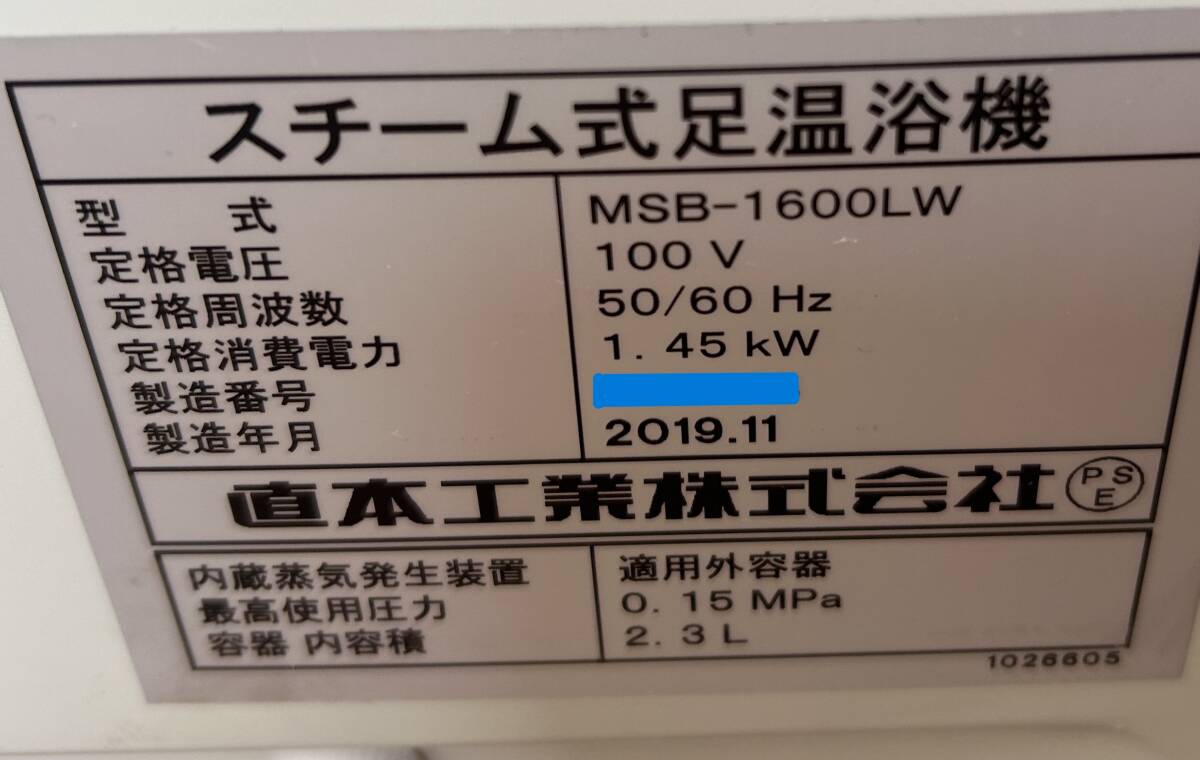 スチーム式足温浴機
型 式 MSB-1600LW
定格電圧 100 V
定格周波数 50/60 Hz
定格消費電力 1. 45 kW
製造番号
製造年月 2019.11
直本工業株式会社 PSE
内蔵蒸気発生装置 適用外容器
最高使用圧力 0. 15 MPa
容器 内容積 2. 3 L
1026605